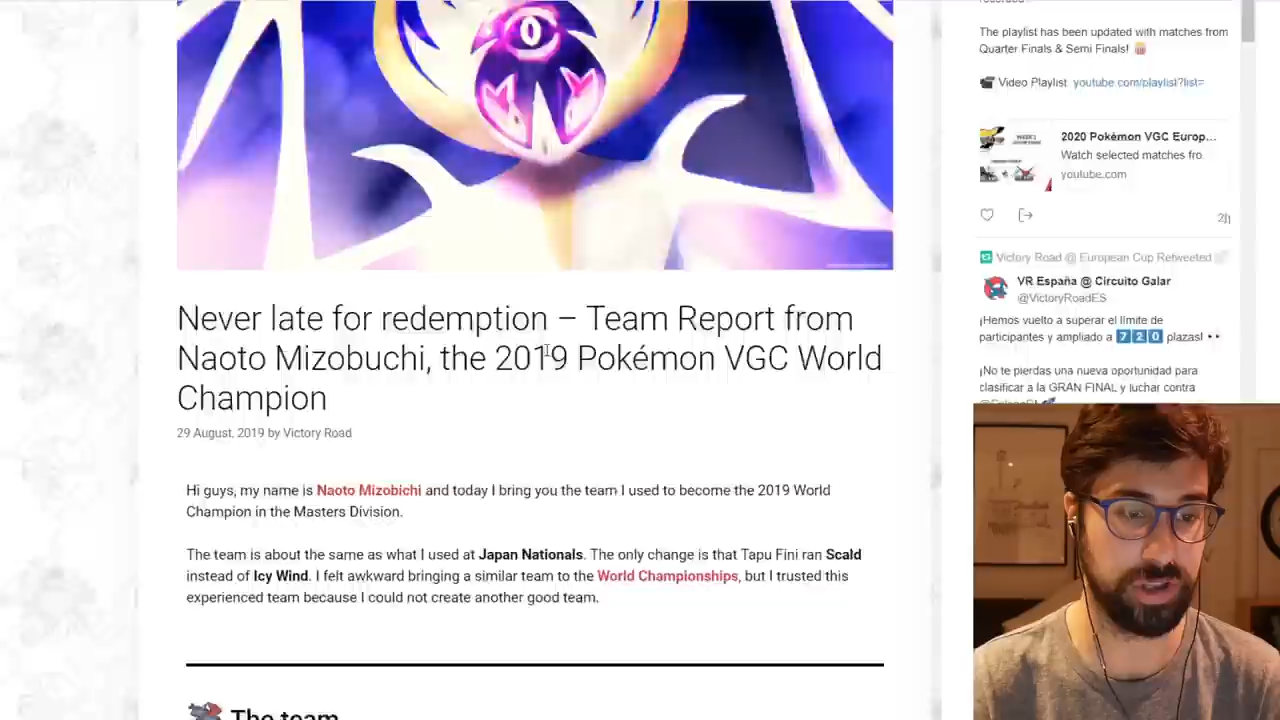 Never late for redemption – Team Report from
Naoto Mizobuchi, the 2019 Pokémon VGC World
Champion
29 August, 2019 by Victory Road
Hi guys, my name is Naoto Mizobichi and today I bring you the team I used to become the 2019 World
Champion in the Masters Division.
The team is about the same as what I used at Japan Nationals. The only change is that Tapu Fini ran Scald
instead of Icy Wind. I felt awkward bringing a similar team to the World Championships, but I trusted this
experienced team because I could not create another good team.
The team
The playlist has been updated with matches from
Quarter Finals & Semi Finals! 🍿
Video Playlist youtube.com/playlist?list=
2020 Pokémon VGC Europ...
Watch selected matches fro
youtube.com
2h
Victory Road @ European Cup Retweeted
VR España @ Circuito Galar
@VictoryRoadES
¡Hemos vuelto a superar el límite de
participantes y ampliado a 720 plazas! 👀
¡No te pierdas una nueva oportunidad para
clasificar a la GRAN FINAL y luchar contra